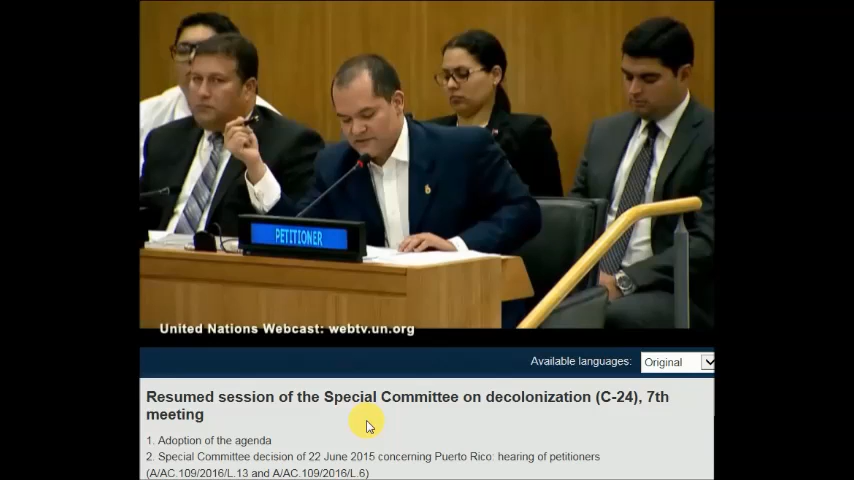 PETITIONER
United Nations Webcast: webtv.un.org
Available languages: Original
Resumed session of the Special Committee on decolonization (C-24), 7th
meeting
1. Adoption of the agenda
2. Special Committee decision of 22 June 2015 concerning Puerto Rico: hearing of petitioners
(A/AC.109/2016/L.13 and A/AC.109/2016/L.6)